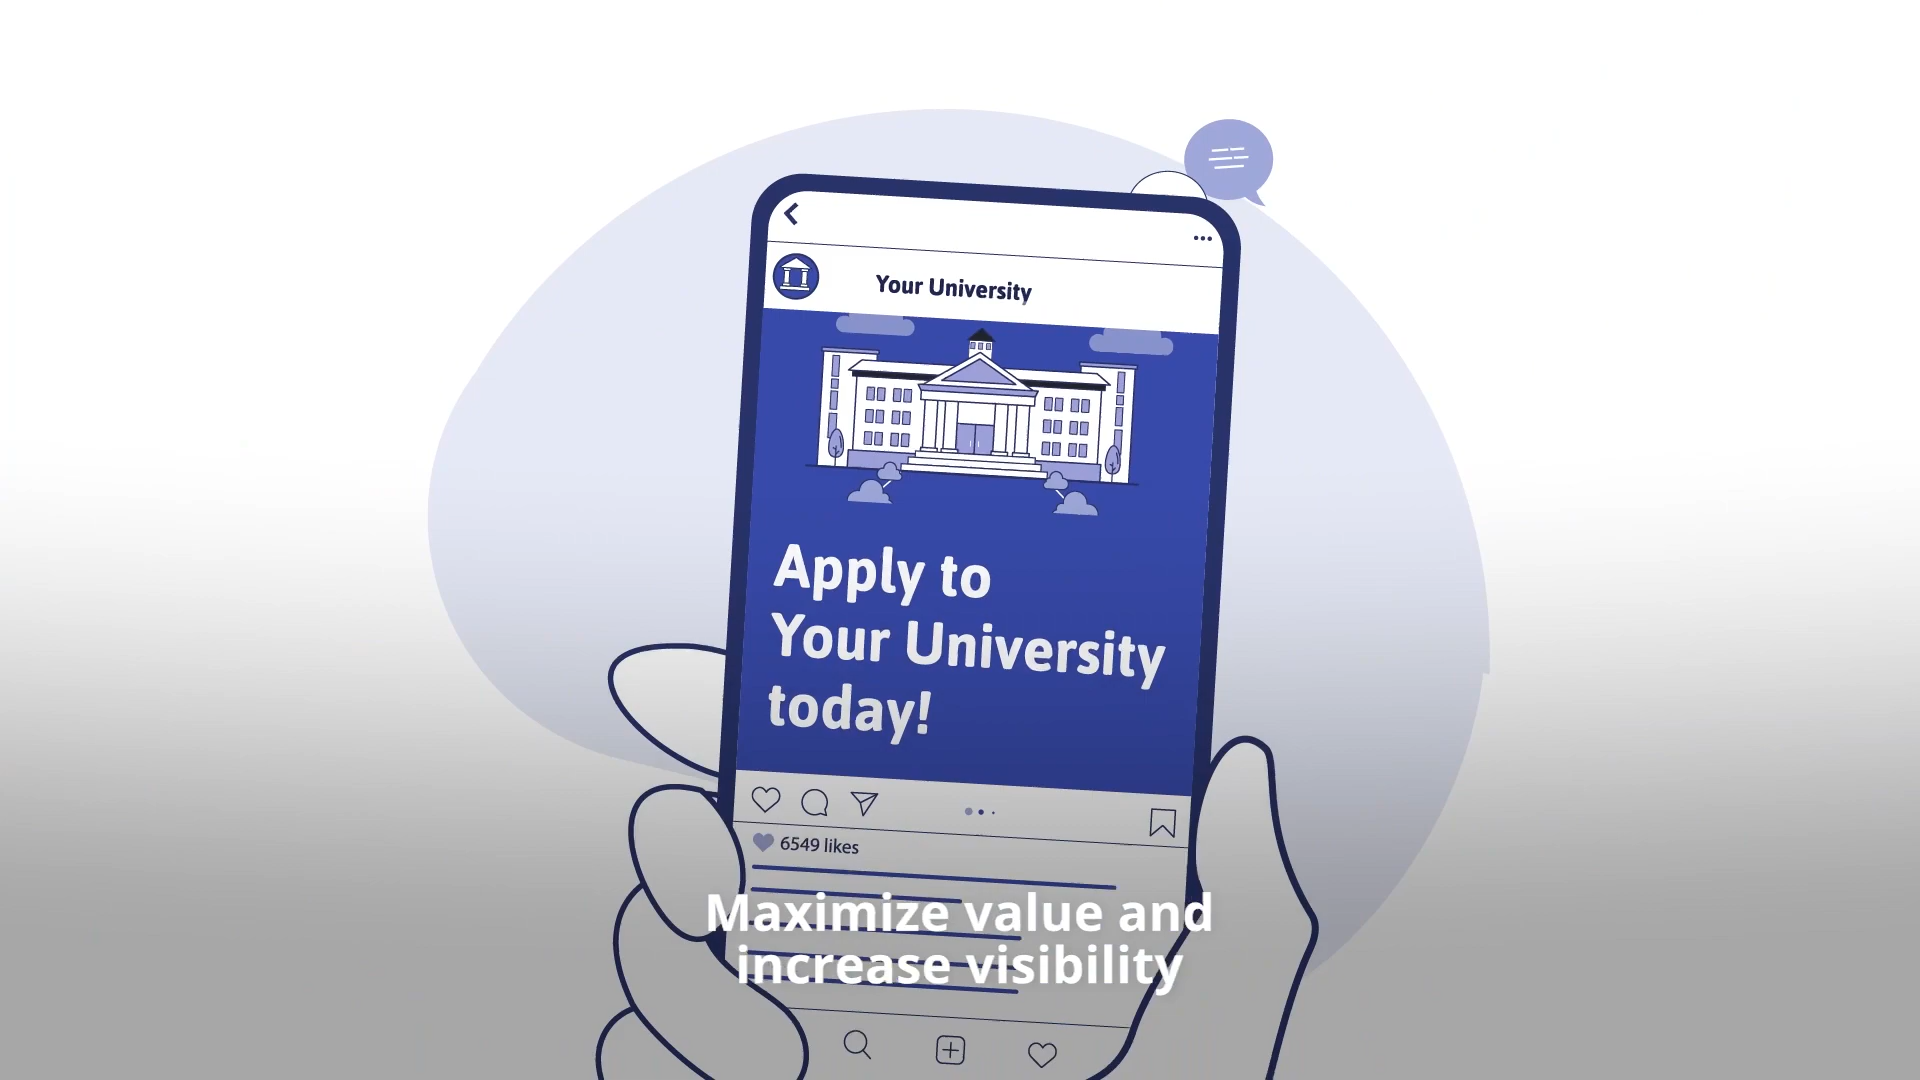 Your University
Apply to
Your University
today!
6549 likes
Maximize value and
increase visibility